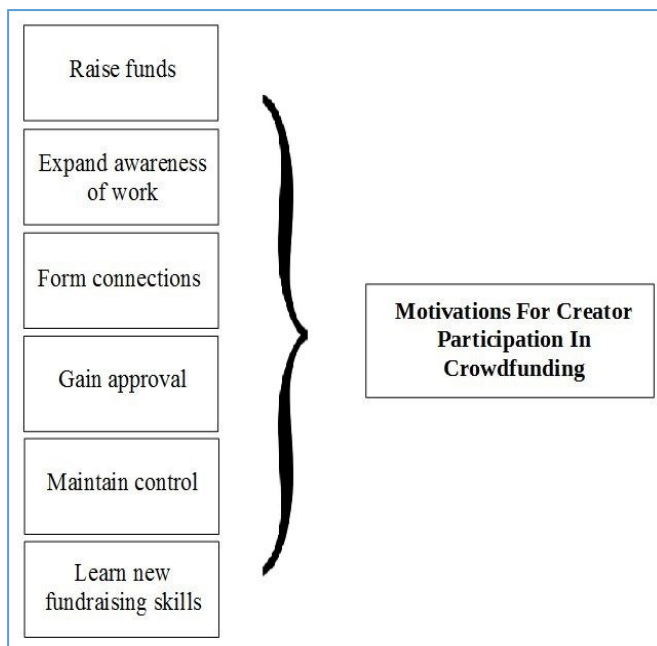 Raise funds
Expand awareness
of work
Form connections
Gain approval
Maintain control
Learn new
fundraising skills
Motivations For Creator
Participation In
Crowdfunding